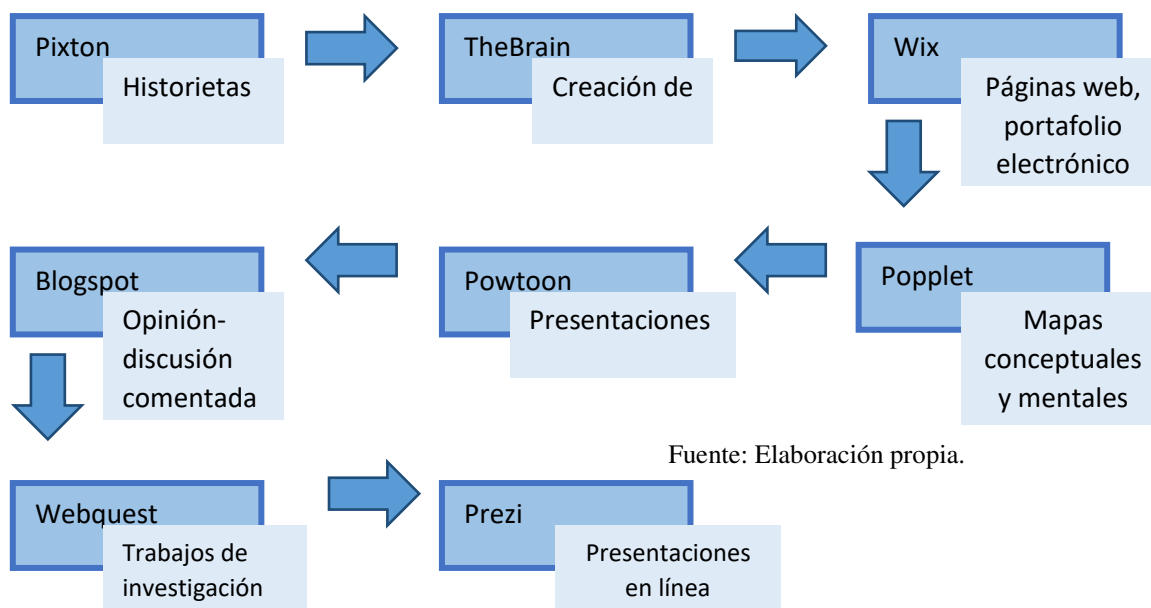 Pixton
Historietas
TheBrain
Creación de
Wix
Páginas web,
portafolio
electrónico
Popplet
Mapas
conceptuales
y mentales
Powtoon
Presentaciones
Blogspot
Opinión-
discusión
comentada
Webquest
Trabajos de
investigación
Prezi
Presentaciones
en línea
Fuente: Elaboración propia.